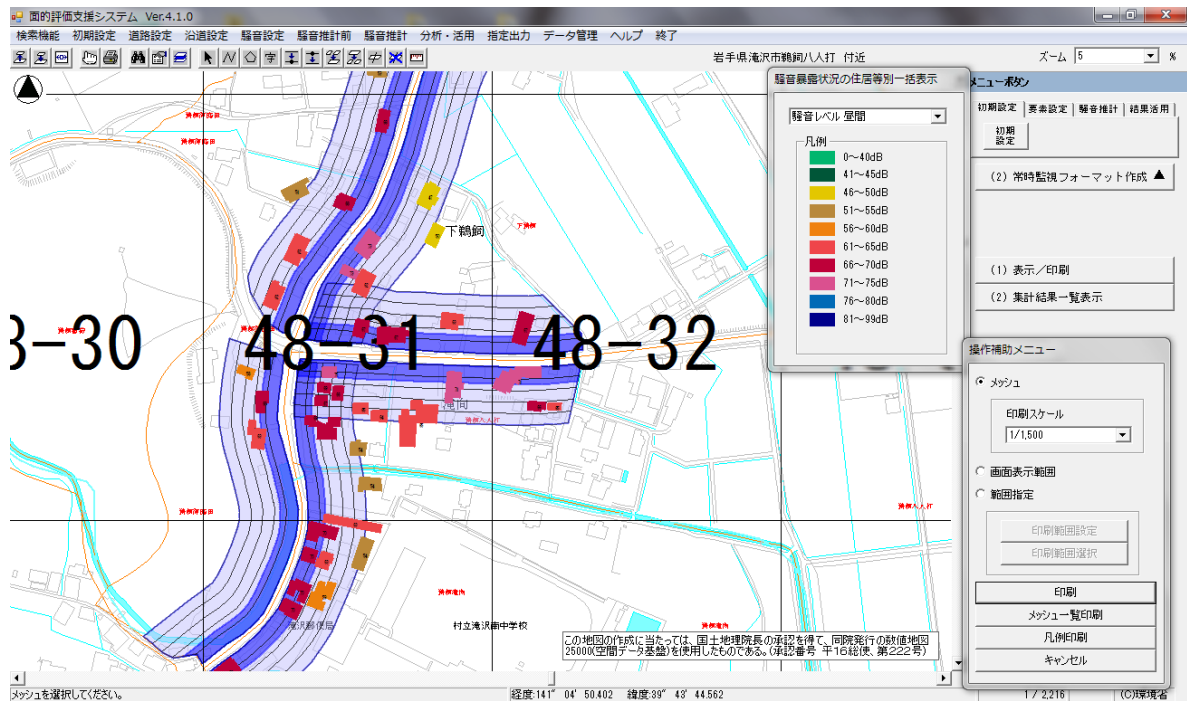 面的評価支援システム Ver.4.1.0
検索機能 初期設定 道路設定 沿道設定 騒音設定 騒音推計前 騒音推計 分析・活用 指定出力 データ管理 ヘルプ 終了
岩手県滝沢市鵜飼八人打 付近
ズーム 5 %
騒音暴露状況の住居等別一括表示
騒音レベル 昼間
凡例
0～40dB
41～45dB
46～50dB
51～55dB
56～60dB
61～65dB
66～70dB
71～75dB
76～80dB
81～99dB
メニューボタン
初期設定 要素設定 騒音推計 結果活用
初期
設定
(2) 常時監視フォーマット作成 ▲
(1) 表示／印刷
(2) 集計結果一覧表示
下鵜飼
8-30
48-31
48-32
村立滝沢南中学校
滝沢郵便局
この地図の作成に当たっては、国土地理院長の承認を得て、同院発行の数値地図
25000(空間データ基盤)を使用したものである。(承認番号 平16総使、第222号)
操作補助メニュー
メッシュ
印刷スケール
1/1,500
画面表示範囲
範囲指定
印刷範囲設定
印刷範囲選択
印刷
メッシュ一覧印刷
凡例印刷
キャンセル
メッシュを選択してください。
経度:141° 04' 50.402 緯度:39° 43' 44.562
1 / 2,216
(C)環境省